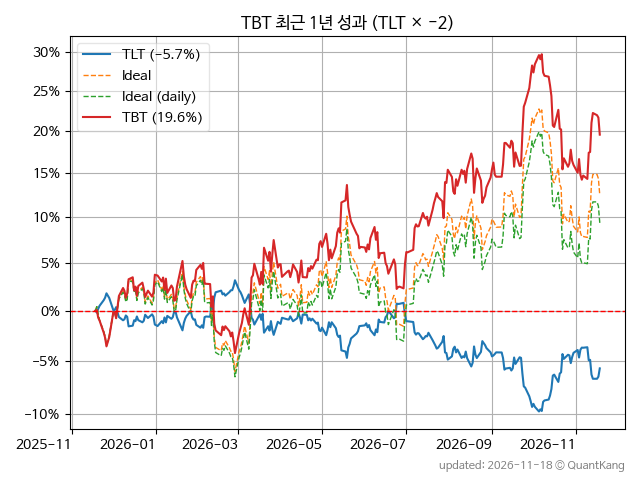 TBT 최근 1년 성과 (TLT × −2)
TLT (−5.7%)
Ideal
Ideal (daily)
TBT (19.6%)
30%
25%
20%
15%
10%
5%
0%
−5%
−10%
2025-11 2026-01 2026-03 2026-05 2026-07 2026-09 2026-11
updated: 2026-11-18 © QuantKang